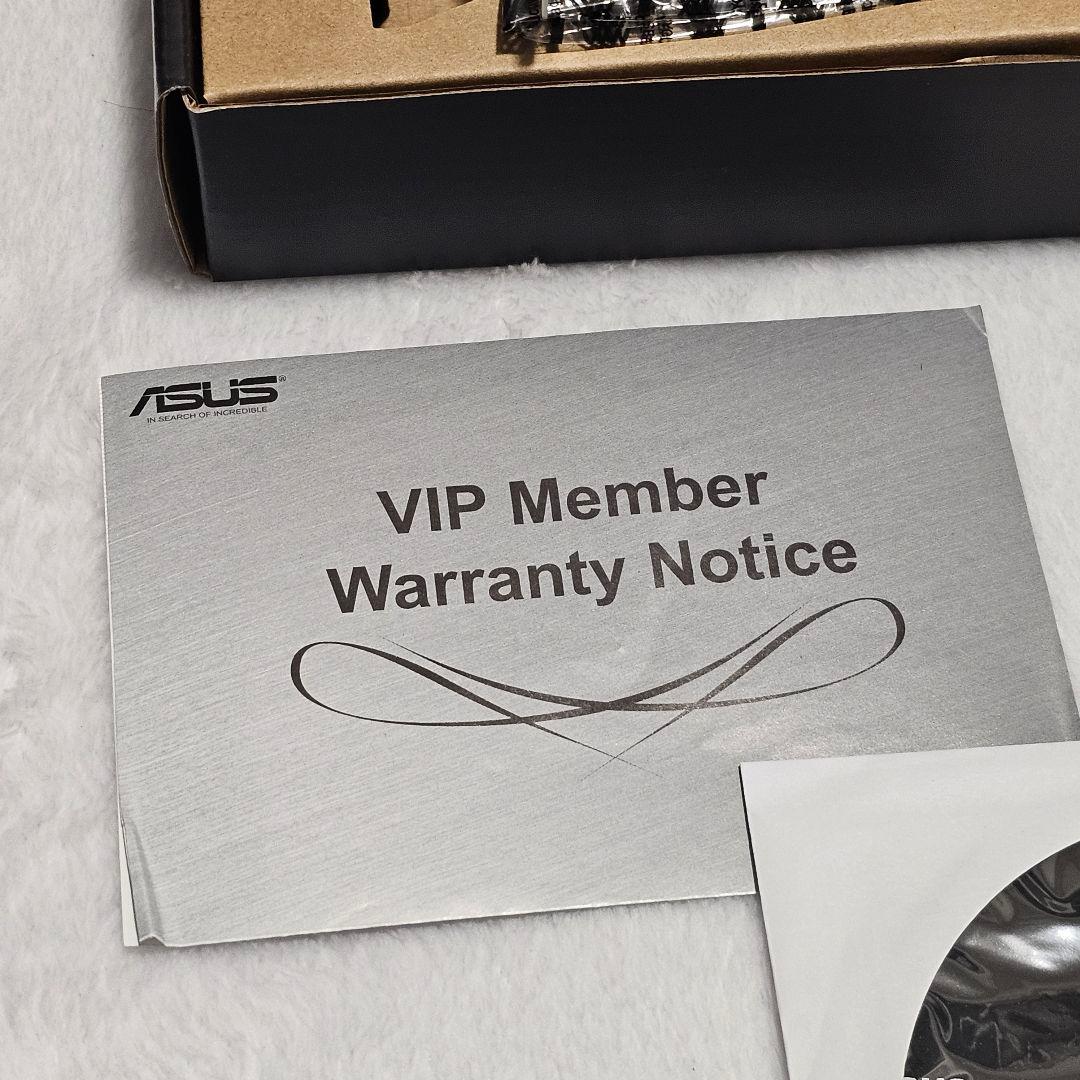 ASUS®
IN SEARCH OF INCREDIBLE
VIP Member
Warranty Notice